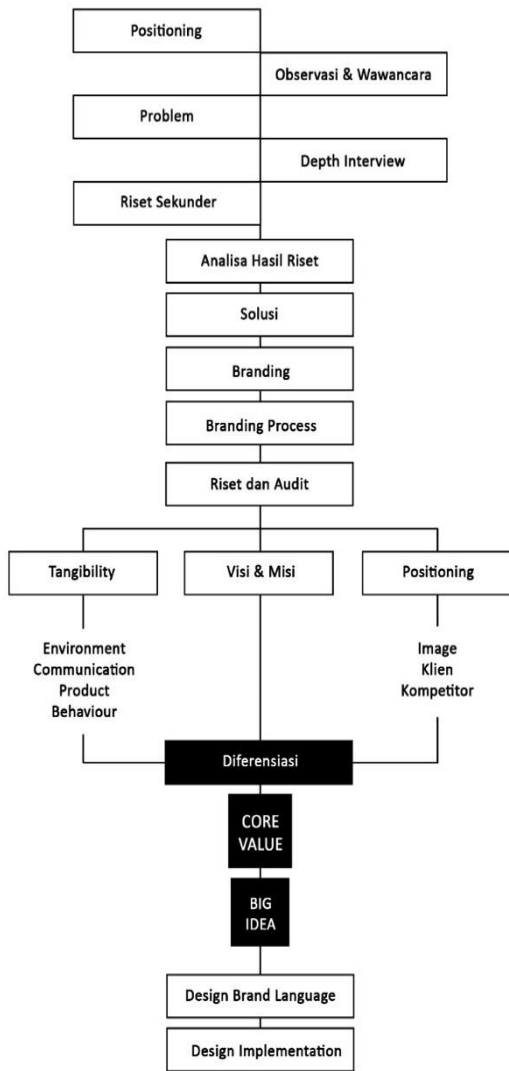 Positioning
Observasi & Wawancara
Problem
Depth Interview
Riset Sekunder
Analisa Hasil Riset
Solusi
Branding
Branding Process
Riset dan Audit
Tangibility
Visi & Misi
Positioning
Environment
Communication
Product
Behaviour
Image
Klien
Kompetitor
Diferensiasi
CORE
VALUE
BIG
IDEA
Design Brand Language
Design Implementation